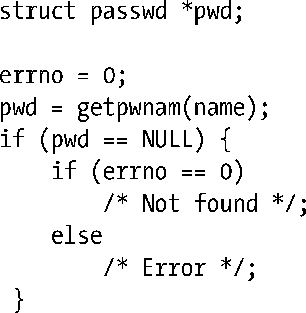 struct passwd *pwd;
errno = 0;
pwd = getpwnam(name);
if (pwd == NULL) {
if (errno == 0)
/* Not found */;
else
/* Error */;
}